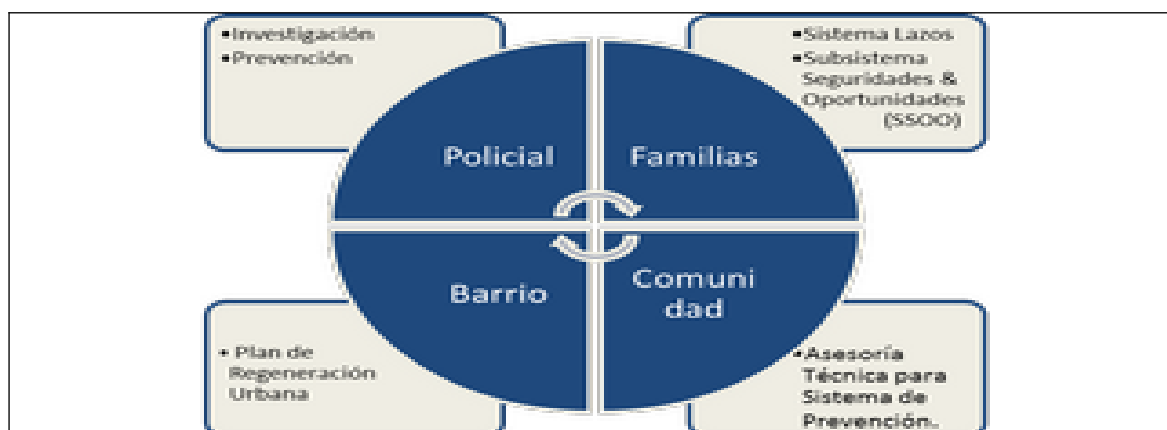 ▪Investigación
▪Prevención
▪Sistema Lazos
▪Subsistema
Seguridades &
Oportunidades
(SSOO)
Policial
Familias
Barrio
Comuni
dad
• Plan de
Regeneración
Urbana
▪Asesoría
Técnica para
Sistema de
Prevención.